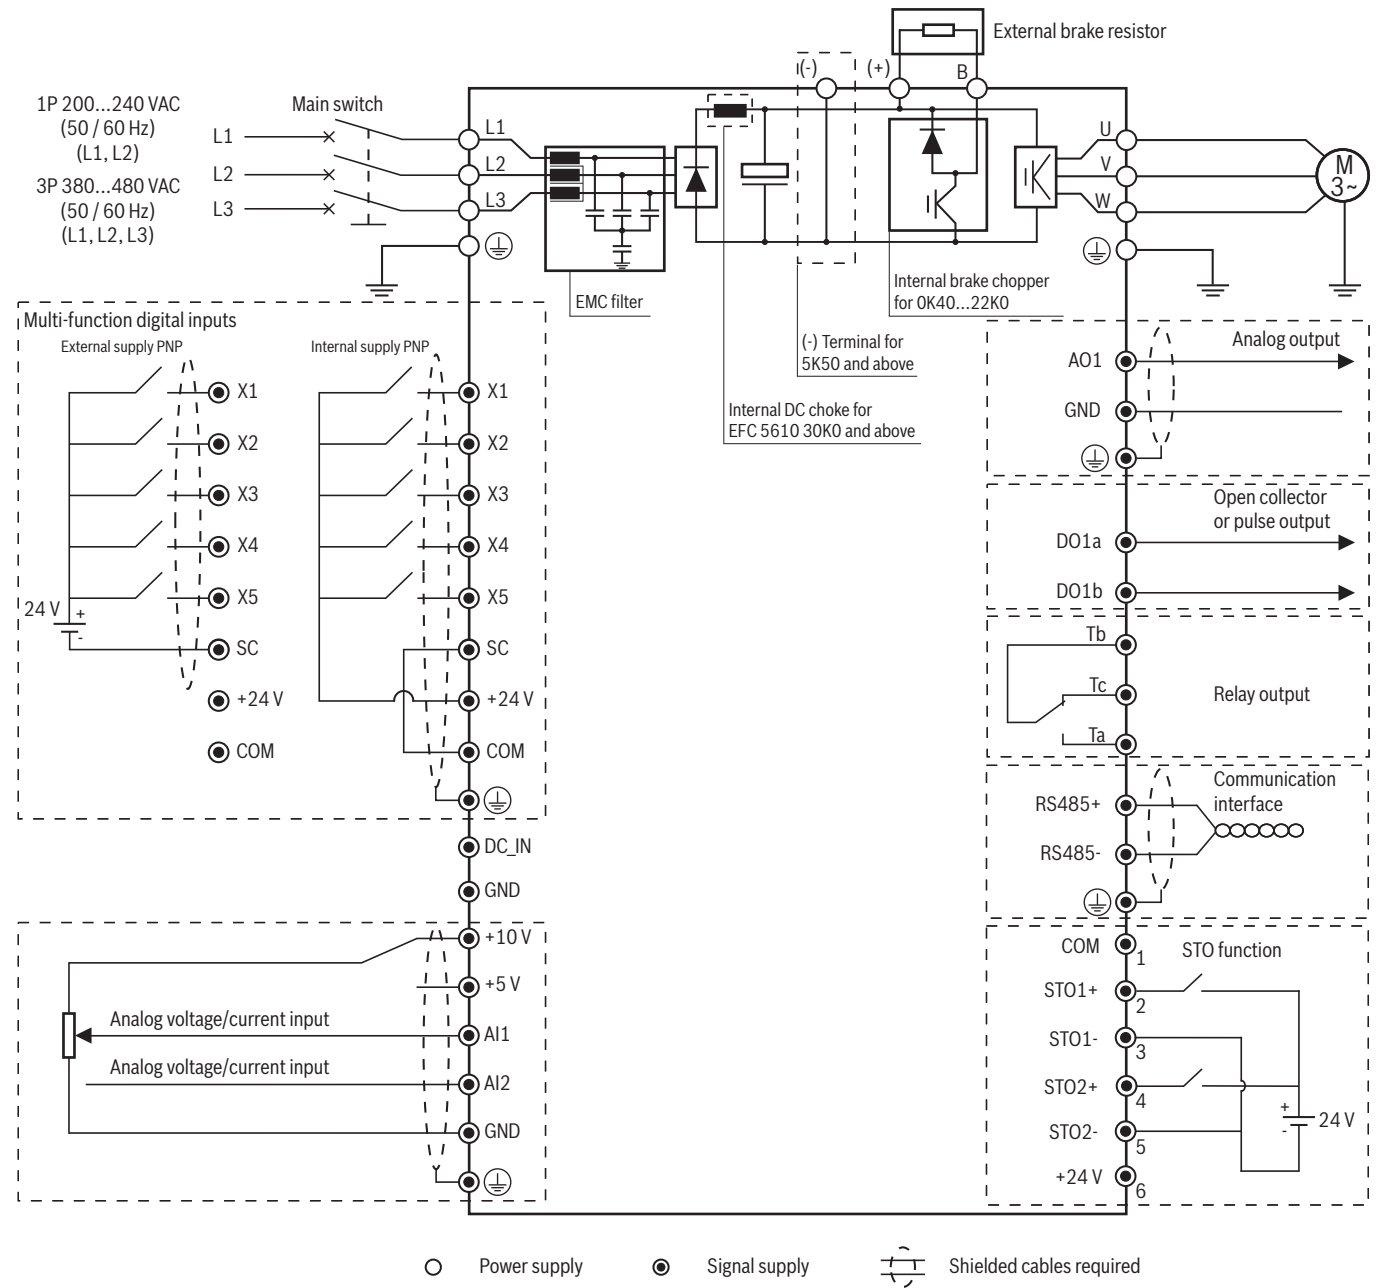 External brake resistor
(-)
(+)
B
1P 200...240 VAC
(50 / 60 Hz)
(L1, L2)
3P 380...480 VAC
(50 / 60 Hz)
(L1, L2, L3)
Main switch
L1
L2
L3
L1
L2
L3
U
V
W
M
3~
EMC filter
Internal brake chopper
for 0K40...22K0
(-) Terminal for
5K50 and above
Internal DC choke for
EFC 5610 30K0 and above
Multi-function digital inputs
External supply PNP
Internal supply PNP
X1
X2
X3
X4
X5
24 V
+
-
SC
+24 V
COM
X1
X2
X3
X4
X5
SC
+24 V
COM
DC_IN
GND
+10 V
+5 V
Analog voltage/current input
AI1
Analog voltage/current input
AI2
GND
Analog output
AO1
GND
Open collector
or pulse output
DO1a
DO1b
Tb
Tc
Ta
Relay output
Communication
interface
RS485+
RS485-
COM
1
STO function
STO1+
2
STO1-
3
STO2+
4
STO2-
5
+24 V
6
+
-
24 V
Power supply
Signal supply
Shielded cables required